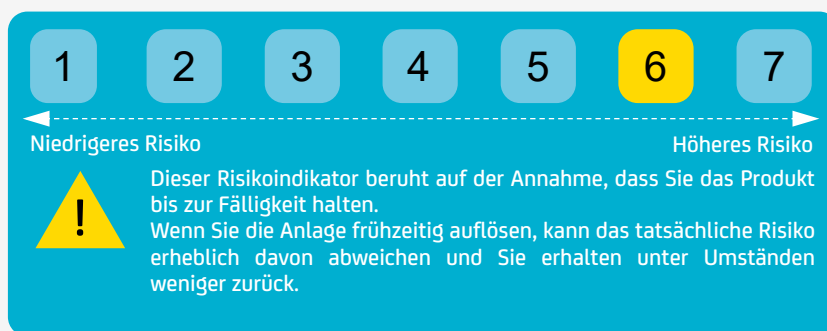 1 2 3 4 5 6 7
Niedrigeres Risiko Höheres Risiko
!
Dieser Risikoindikator beruht auf der Annahme, dass Sie das Produkt
bis zur Fälligkeit halten.
Wenn Sie die Anlage frühzeitig auflösen, kann das tatsächliche Risiko
erheblich davon abweichen und Sie erhalten unter Umständen
weniger zurück.